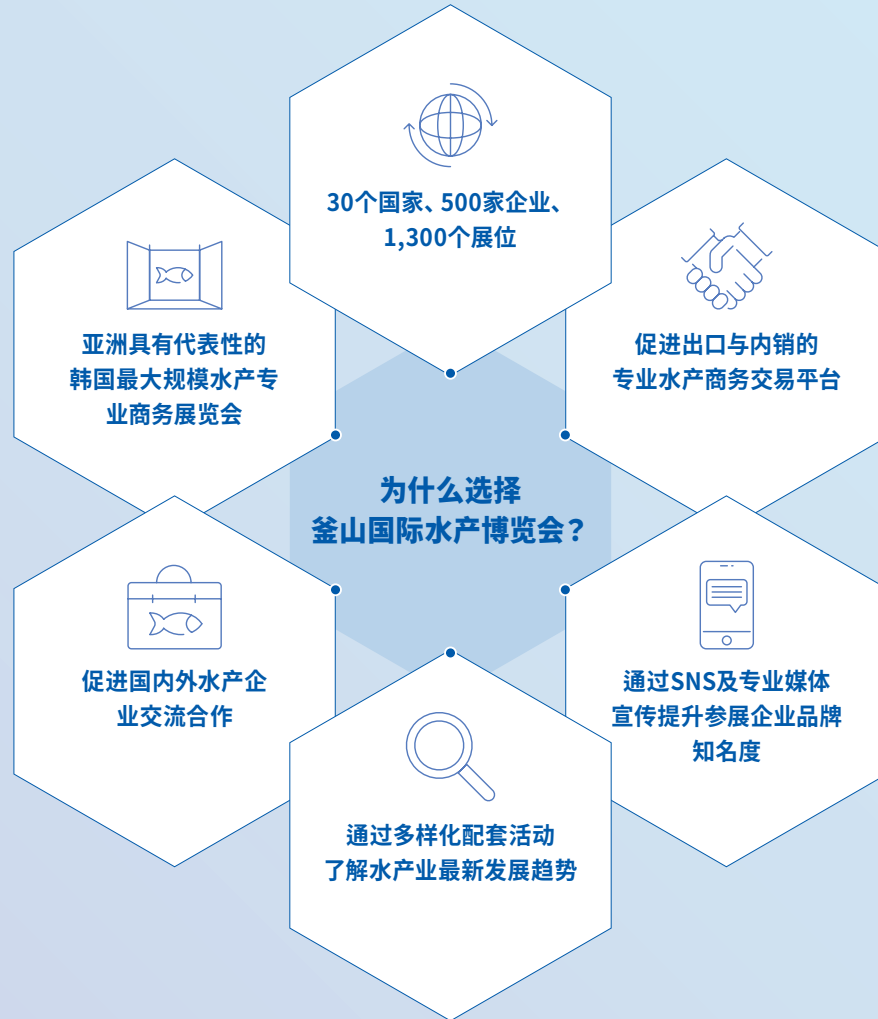 30个国家、500家企业、
1,300个展位
亚洲具有代表性的
韩国最大规模水产专
业商务展览会
促进出口与内销的
专业水产商务交易平台
为什么选择
釜山国际水产博览会？
促进国内外水产企
业交流合作
通过SNS及专业媒体
宣传提升参展企业品牌
知名度
通过多样化配套活动
了解水产业最新发展趋势